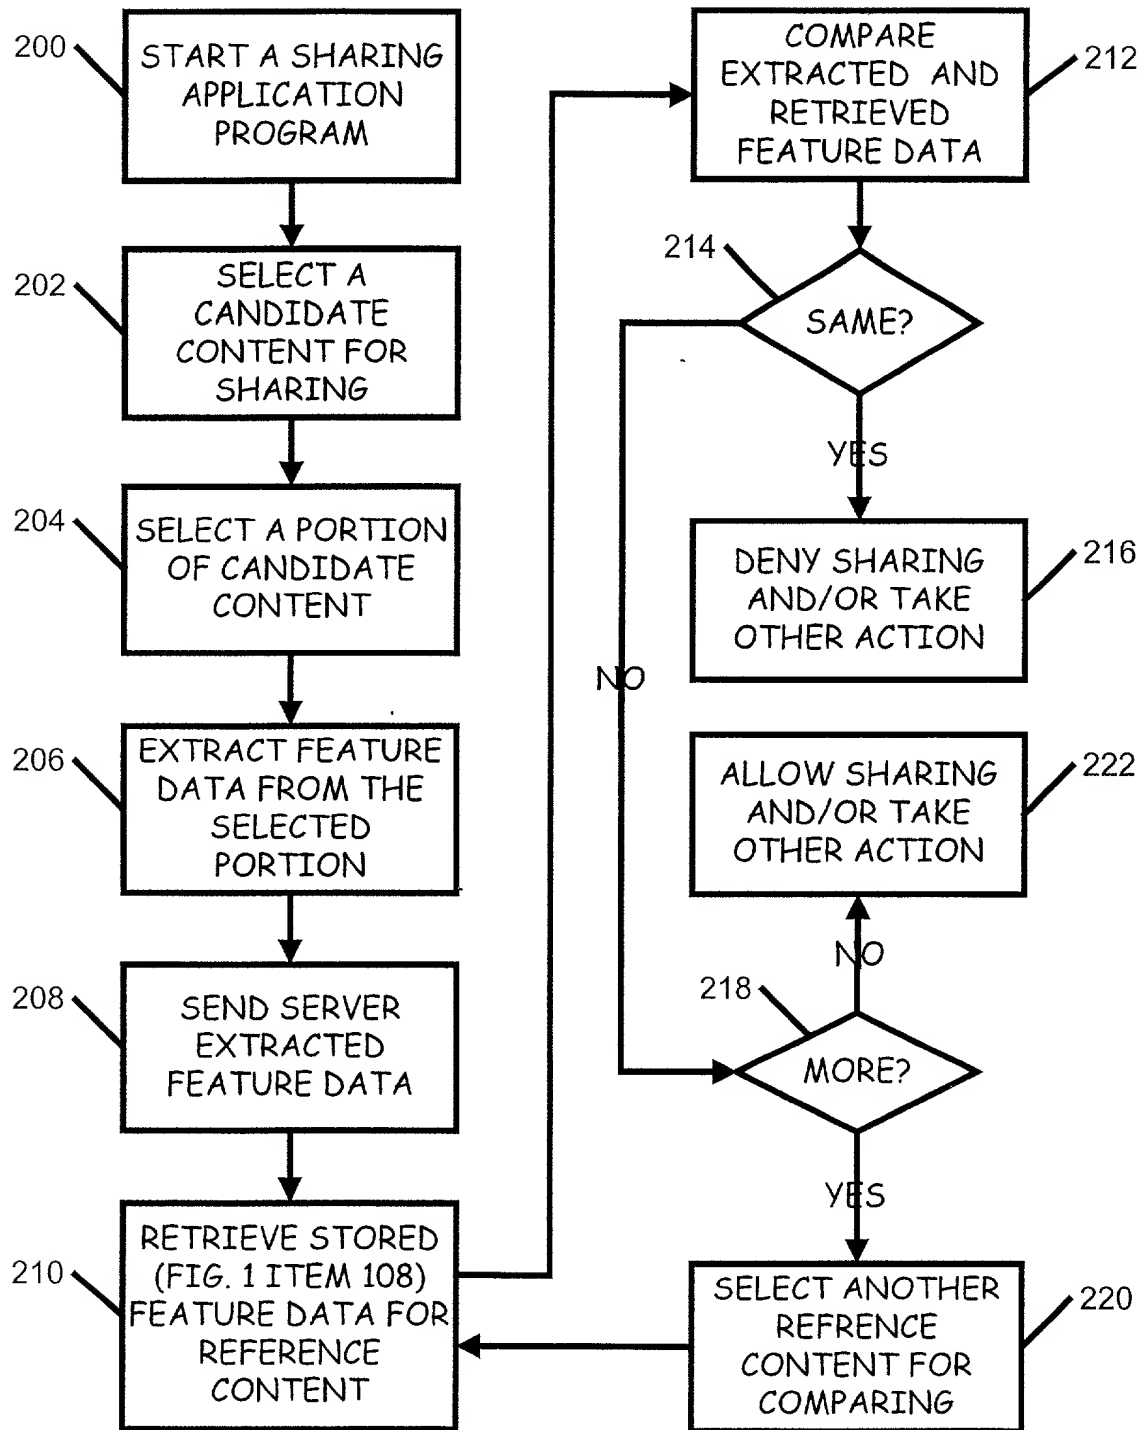 200
START A SHARING
APPLICATION
PROGRAM
202
SELECT A
CANDIDATE
CONTENT FOR
SHARING
204
SELECT A PORTION
OF CANDIDATE
CONTENT
206
EXTRACT FEATURE
DATA FROM THE
SELECTED
PORTION
208
SEND SERVER
EXTRACTED
FEATURE DATA
210
RETRIEVE STORED
(FIG. 1 ITEM 108)
FEATURE DATA FOR
REFERENCE
CONTENT
COMPARE
EXTRACTED AND
RETRIEVED
FEATURE DATA
212
214
SAME?
YES
NO
DENY SHARING
AND/OR TAKE
OTHER ACTION
216
ALLOW SHARING
AND/OR TAKE
OTHER ACTION
222
NO
218
MORE?
YES
SELECT ANOTHER
REFRENCE
CONTENT FOR
COMPARING
220